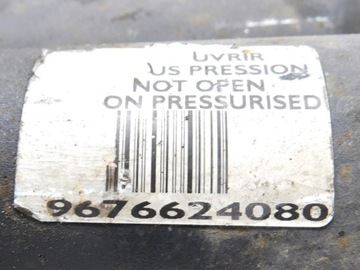 UVRIR
US PRESSION
NOT OPEN
ON PRESSURISED
9676624080